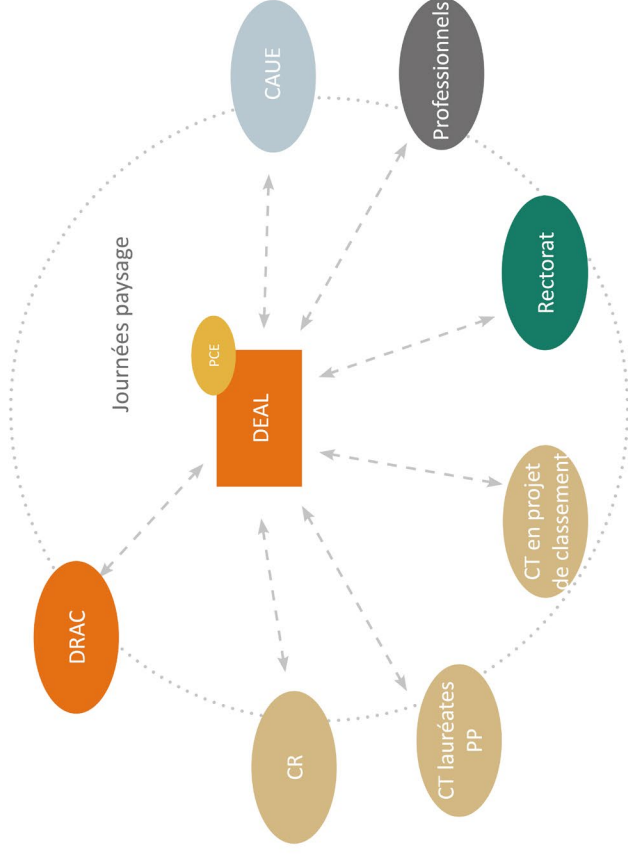 Journées paysage
DRAC
CAUE
PCE
DEAL
CR
Professionnels
CT lauréates
PP
Rectorat
CT en projet
de classement